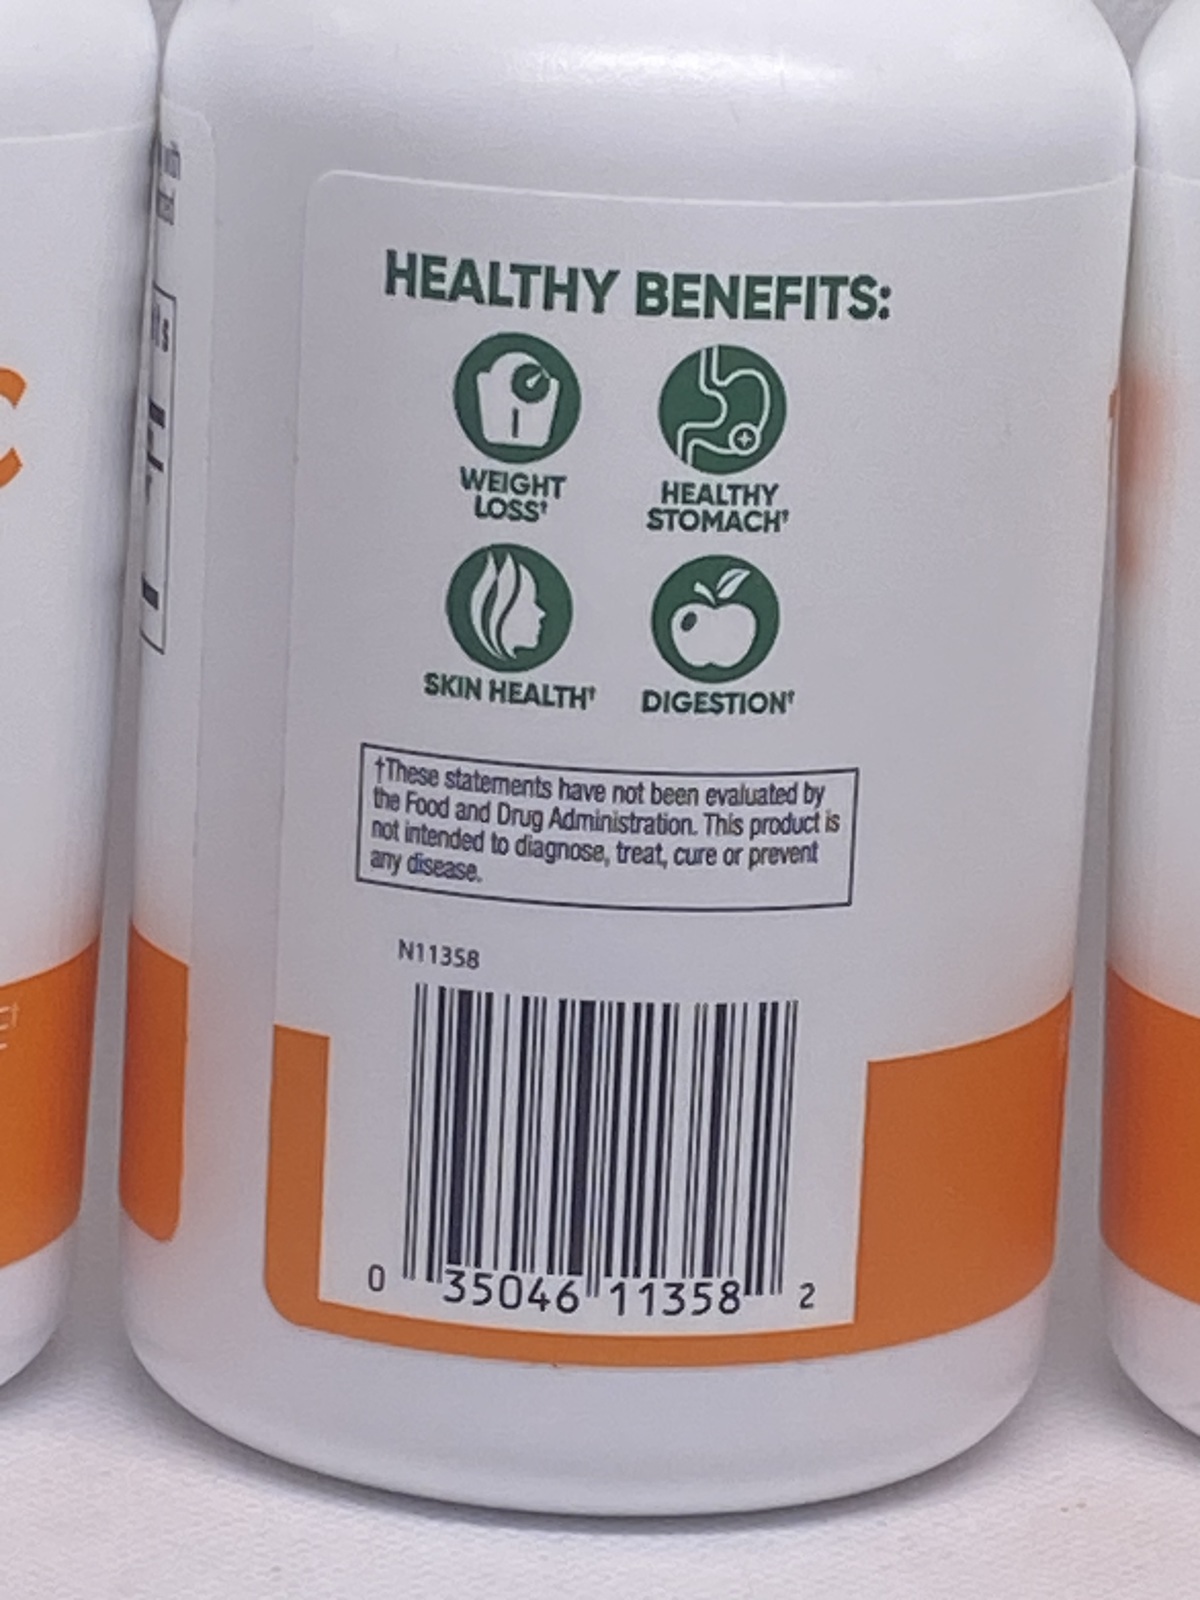 HEALTHY BENEFITS:
WEIGHT
LOSS†
HEALTHY
STOMACH†
SKIN HEALTH†
DIGESTION†
†These statements have not been evaluated by
the Food and Drug Administration. This product is
not intended to diagnose, treat, cure or prevent
any disease.
N11358
0 35046 11358 2